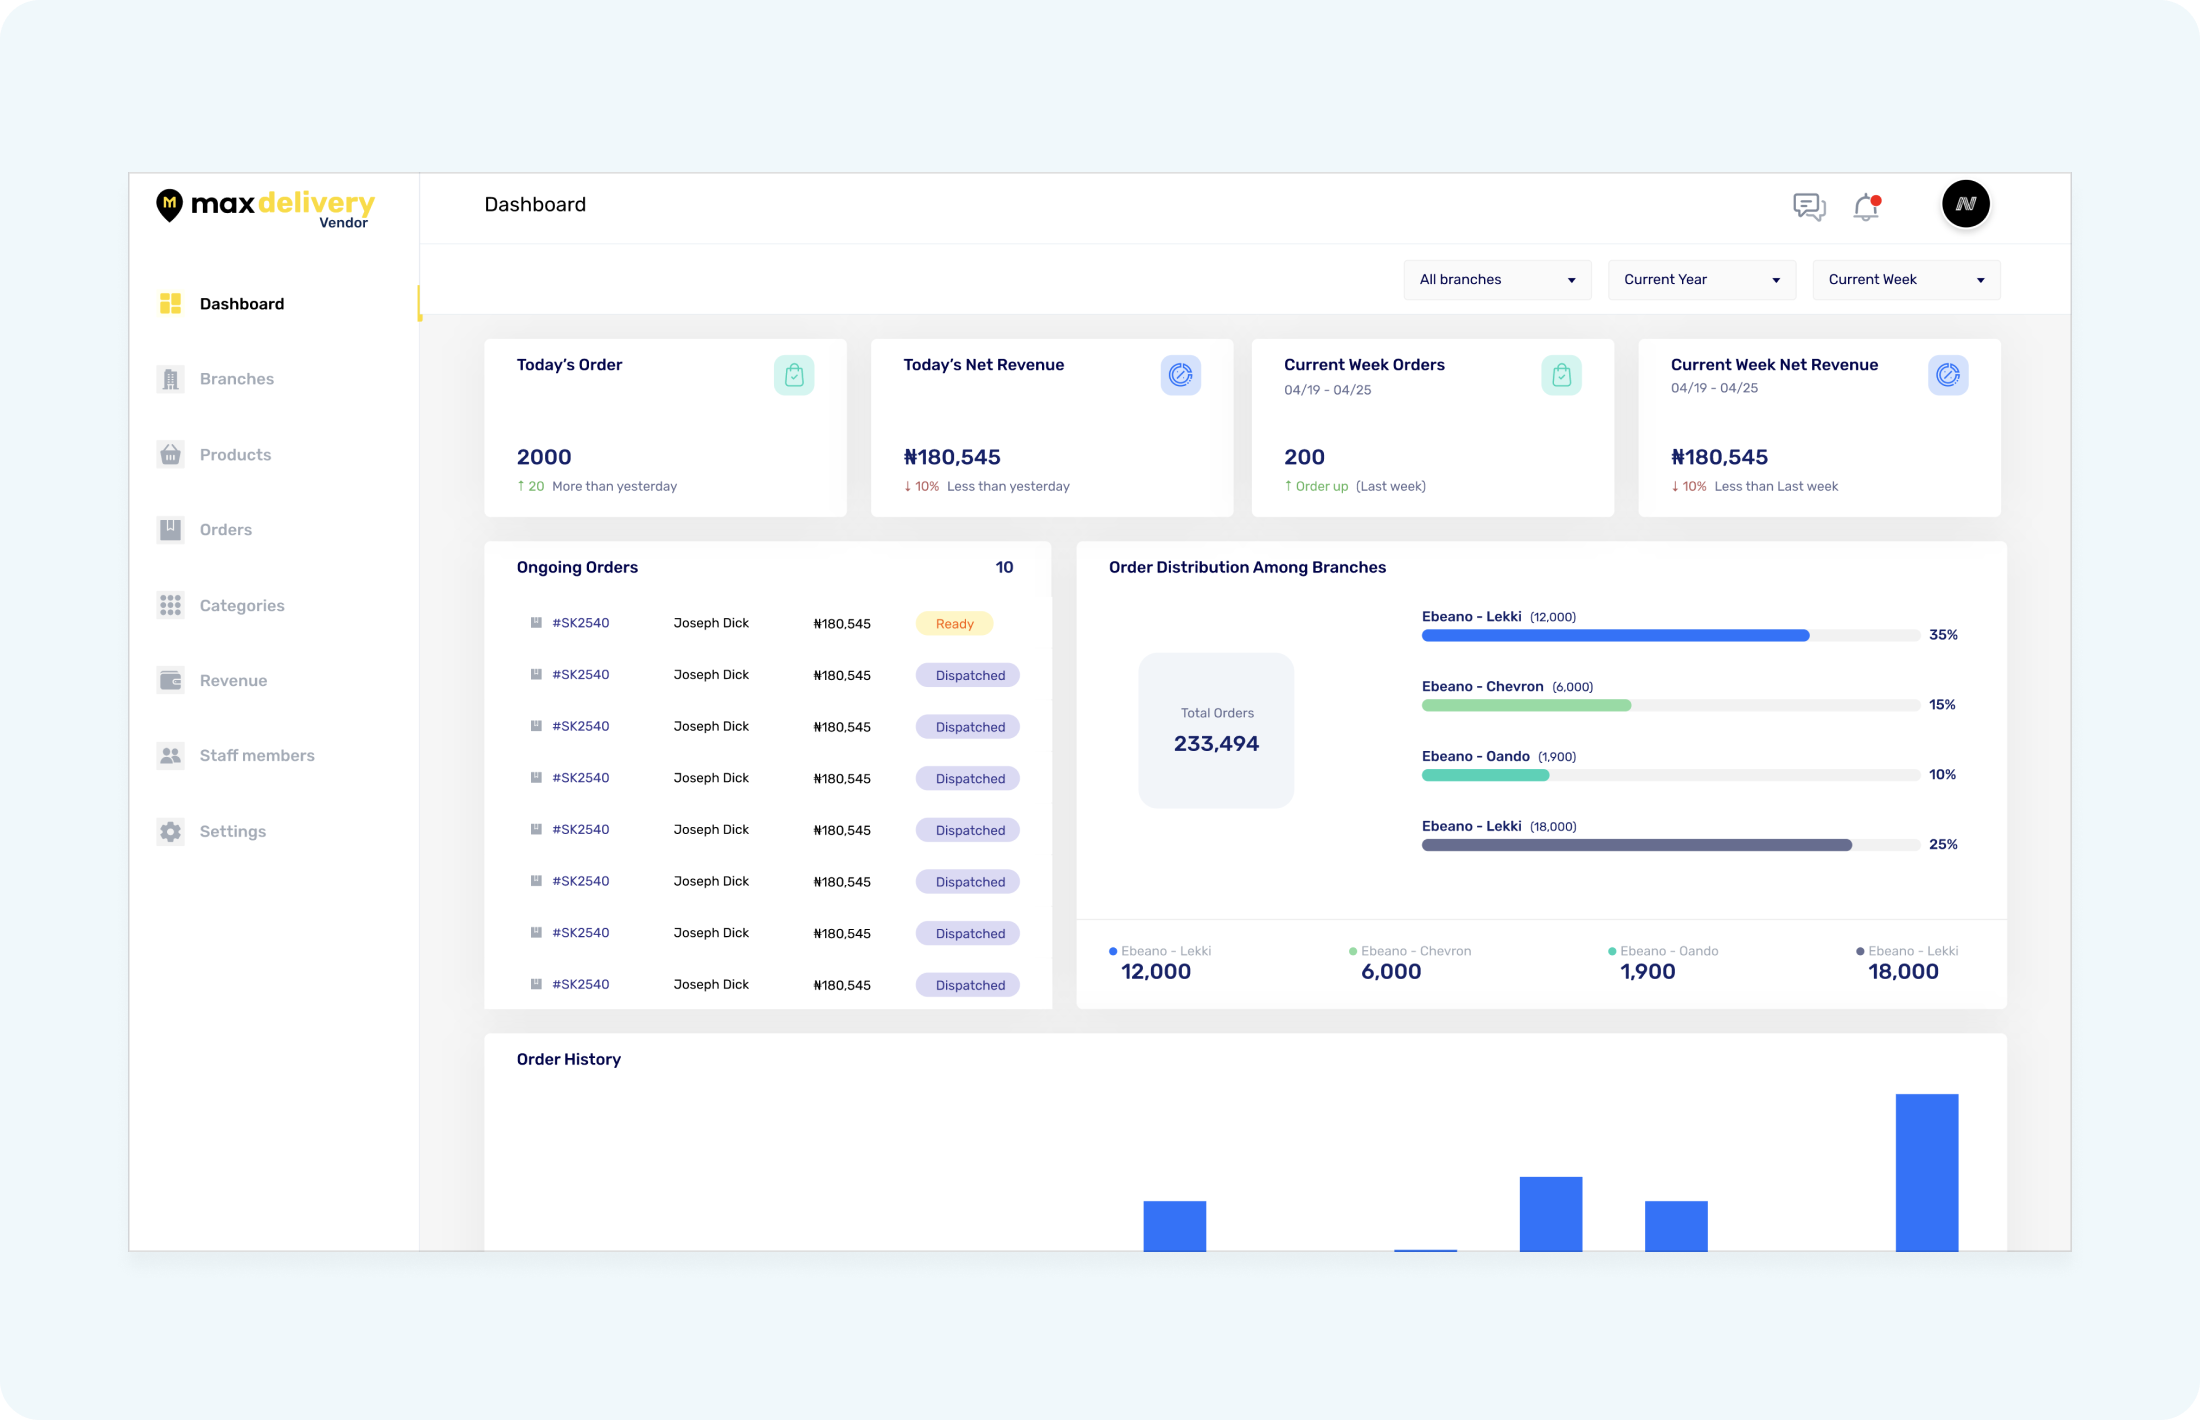 maxdelivery
Vendor
Dashboard
All branches
Current Year
Current Week
Dashboard
Branches
Products
Orders
Categories
Revenue
Staff members
Settings
Today's Order
2000
↑ 20 More than yesterday
Today's Net Revenue
₦180,545
↓ 10% Less than yesterday
Current Week Orders
04/19 - 04/25
200
↑ Order up (Last week)
Current Week Net Revenue
04/19 - 04/25
₦180,545
↓ 10% Less than Last week
Ongoing Orders 10
#SK2540 Joseph Dick ₦180,545 Ready
#SK2540 Joseph Dick ₦180,545 Dispatched
#SK2540 Joseph Dick ₦180,545 Dispatched
#SK2540 Joseph Dick ₦180,545 Dispatched
#SK2540 Joseph Dick ₦180,545 Dispatched
#SK2540 Joseph Dick ₦180,545 Dispatched
#SK2540 Joseph Dick ₦180,545 Dispatched
#SK2540 Joseph Dick ₦180,545 Dispatched
Order Distribution Among Branches
Total Orders
233,494
Ebeano - Lekki (12,000)
35%
Ebeano - Chevron (6,000)
15%
Ebeano - Oando (1,900)
10%
Ebeano - Lekki (18,000)
25%
Ebeano - Lekki
12,000
Ebeano - Chevron
6,000
Ebeano - Oando
1,900
Ebeano - Lekki
18,000
Order History